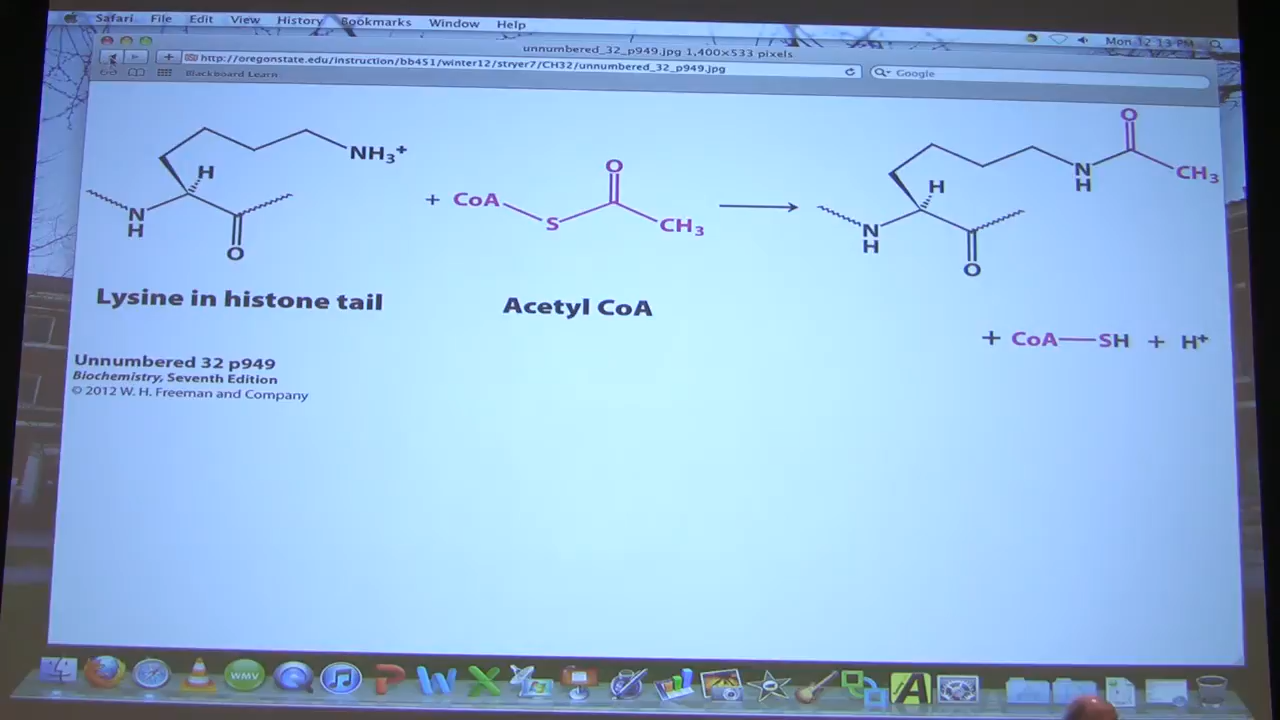 Safari File Edit View History Bookmarks Window Help
Mon 12:13 PM
unnumbered_32_p949.jpg 1,400×533 pixels
http://oregonstate.edu/instruction/bb451/winter12/stryer7/CH32/unnumbered_32_p949.jpg
Google
Blackboard Learn
H
NH₃⁺
N
H
O
+ CoA
S
O
CH₃
H
N
H
O
N
H
O
CH₃
Lysine in histone tail
Acetyl CoA
+ CoA—SH + H⁺
Unnumbered 32 p949
Biochemistry, Seventh Edition
© 2012 W. H. Freeman and Company
WMV